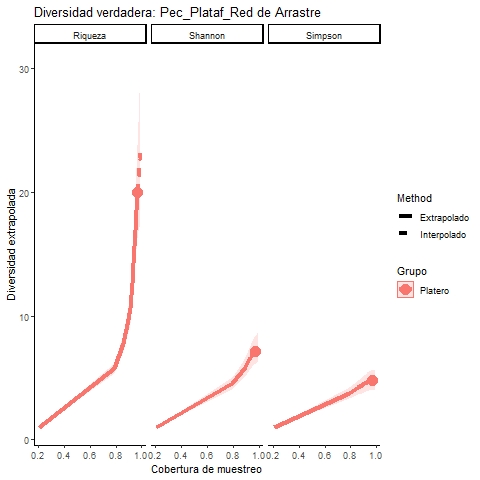 Diversidad verdadera: Pec_Plataf_Red de Arrastre
Riqueza
Shannon
Simpson
Diversidad extrapolada
30
20
10
0
0.2 0.4 0.6 0.8 1.0
0.2 0.4 0.6 0.8 1.0
0.2 0.4 0.6 0.8 1.0
Cobertura de muestreo
Method
Extrapolado
Interpolado
Grupo
Platero